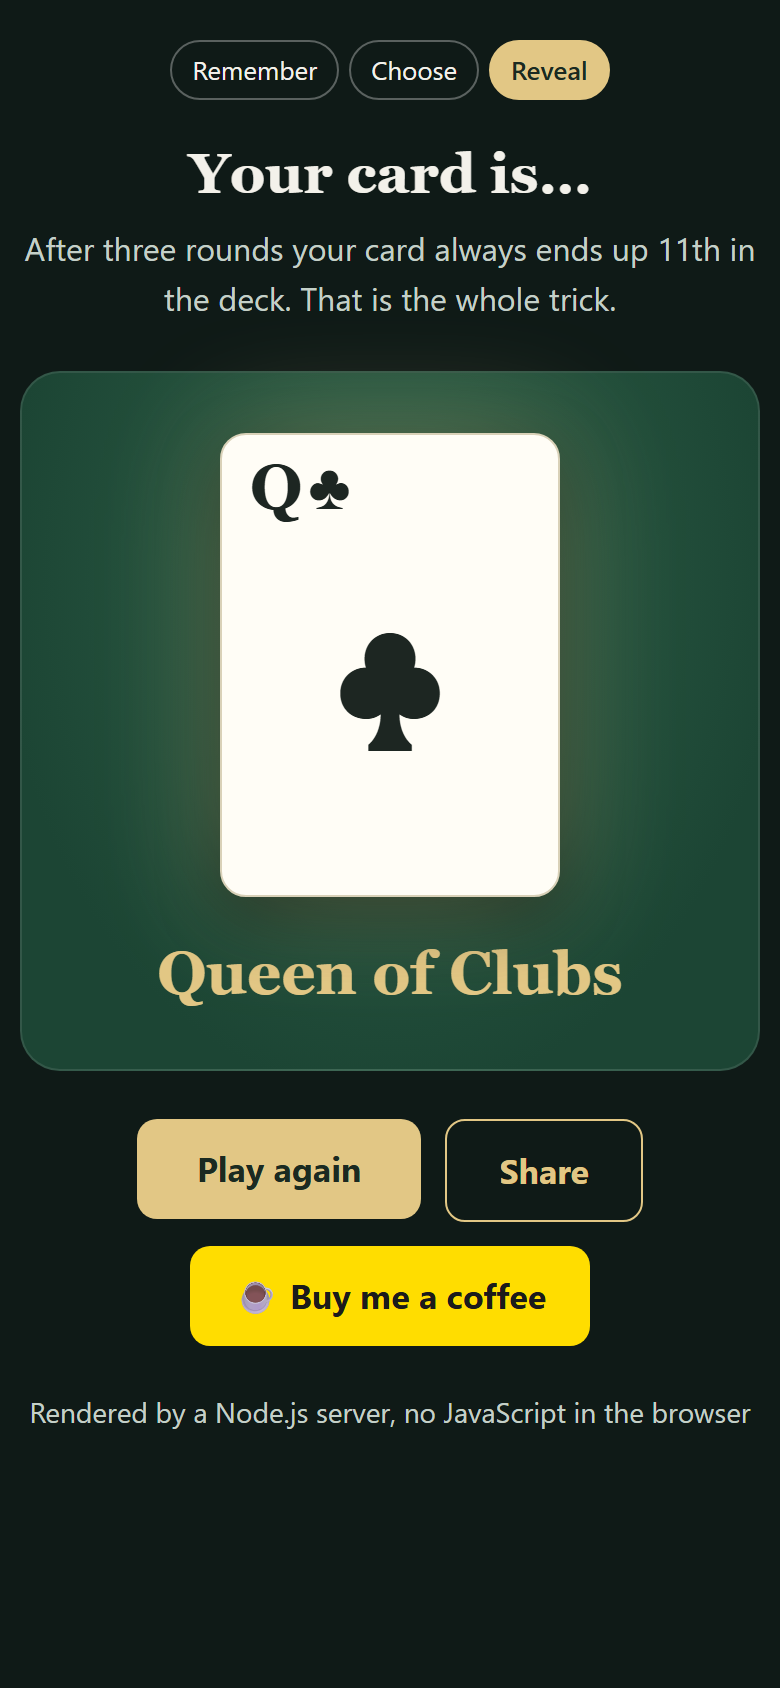 Remember Choose Reveal
Your card is...
After three rounds your card always ends up 11th in
the deck. That is the whole trick.
Q♣
♣
Queen of Clubs
Play again Share
☕ Buy me a coffee
Rendered by a Node.js server, no JavaScript in the browser